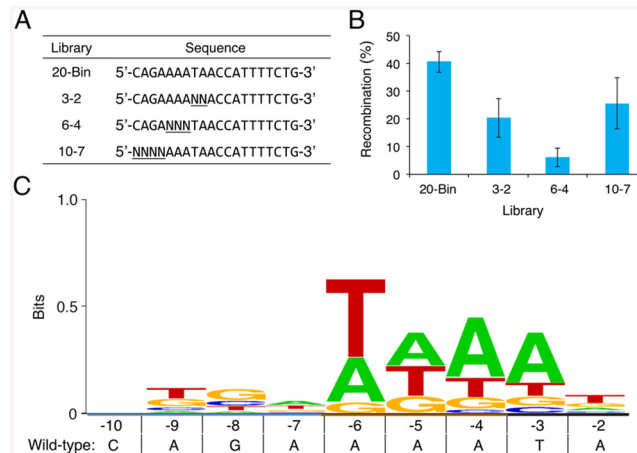 A
Library Sequence
20-Bin 5'-CAGAAAATAACCATTTTCTG-3'
3-2 5'-CAGAAAANNACCATTTTCTG-3'
6-4 5'-CAGANNNTAACCATTTTCTG-3'
10-7 5'-NNNNAAATAACCATTTTCTG-3'
B
Recombination (%)
50
40
30
20
10
0
20-Bin 3-2 6-4 10-7
Library
C
Bits
1.0
0.5
0
T G C A
G C T
A T
T A G
A T G
A T G C
A T G C
T G A
-10 -9 -8 -7 -6 -5 -4 -3 -2
Wild-type: C A G A A A A T A